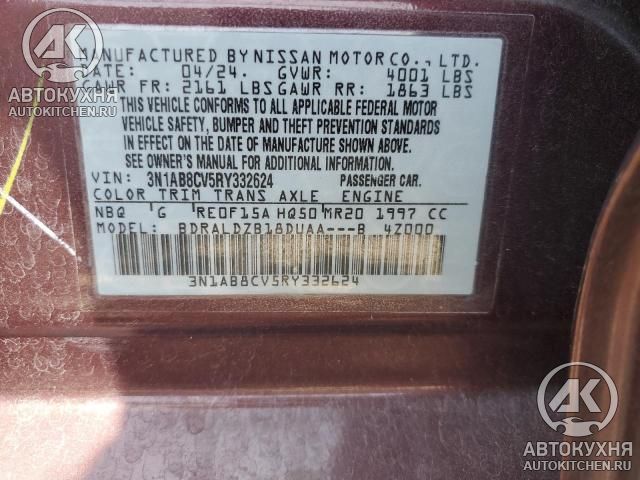 MANUFACTURED BY NISSAN MOTOR CO., LTD.
DATE: 04/24. GVWR: 4001 LBS
GAWR FR: 2161 LBS GAWR RR: 1863 LBS
THIS VEHICLE CONFORMS TO ALL APPLICABLE FEDERAL MOTOR
VEHICLE SAFETY, BUMPER AND THEFT PREVENTION STANDARDS
IN EFFECT ON THE DATE OF MANUFACTURE SHOWN ABOVE.
SEE OWNER'S MANUAL FOR ADDITIONAL INFORMATION.
VIN: 3N1AB8CV5RY332624 PASSENGER CAR.
COLOR TRIM TRANS AXLE ENGINE
NBQ G RE0F15A HQ50 MR20 1997 CC
MODEL: BDRALDZB18DUAA---B 4Z000
3N1AB8CV5RY332624
АВТОКУХНЯ
AUTOKITCHEN.RU
АК
АВТОКУХНЯ
AUTOKITCHEN.RU